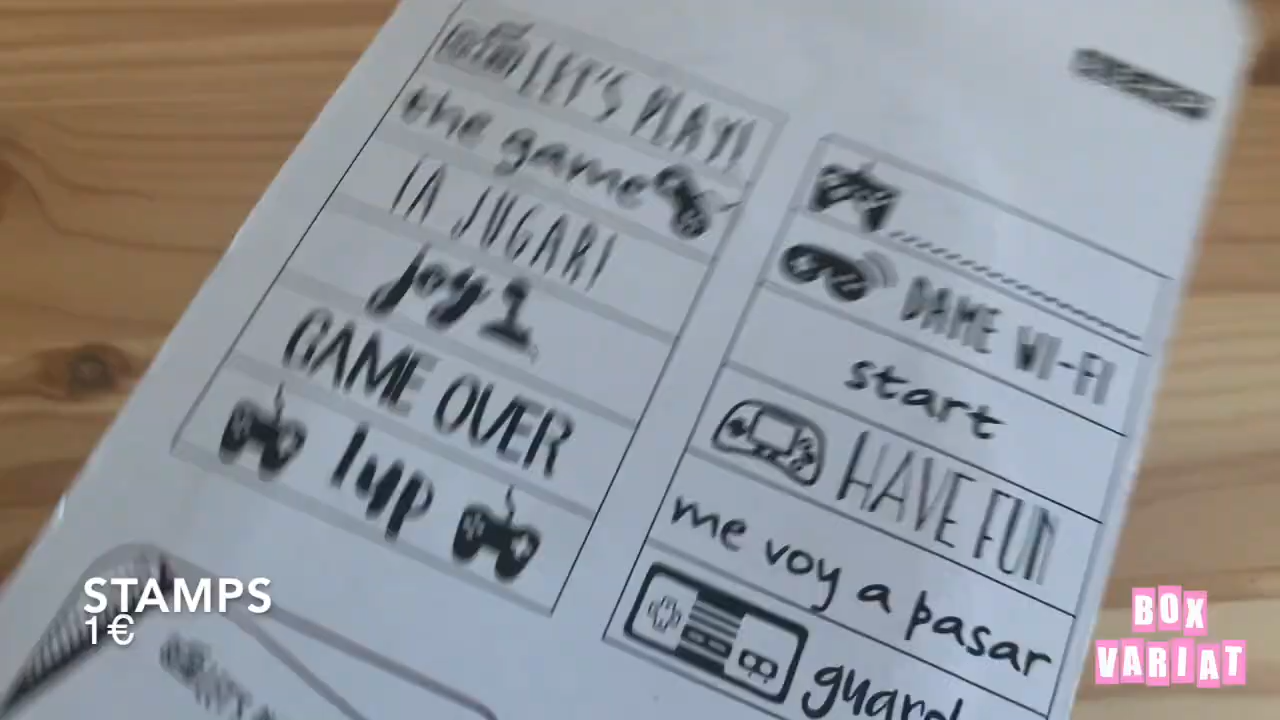 LET'S PLAY!
the game
¡A JUGAR!
joy 1
GAME OVER
1up
DAME WI-FI
start
HAVE FUN
me voy a pasar
STAMPS
1€
BOX
VARIAT